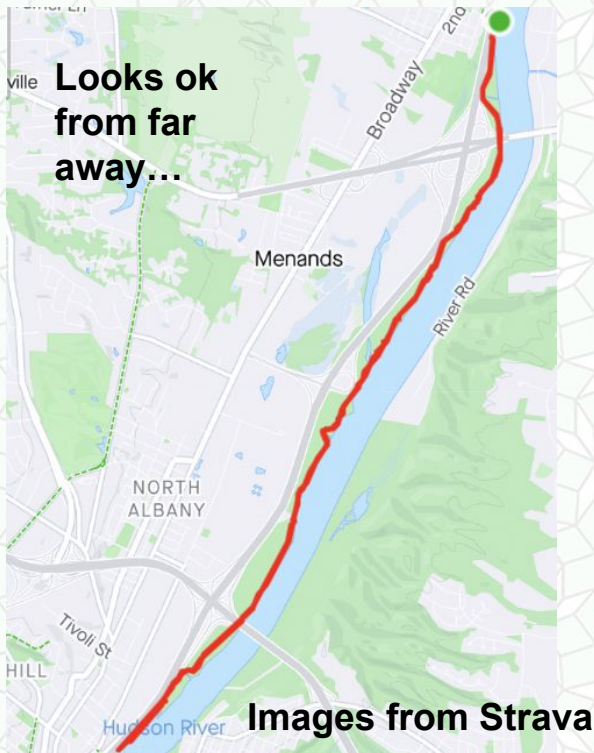 2nd
ville
Looks ok
from far
away…
Broadway
Menands
River Rd
NORTH
ALBANY
Tivoli St
HILL
Hudson River
Images from Strava